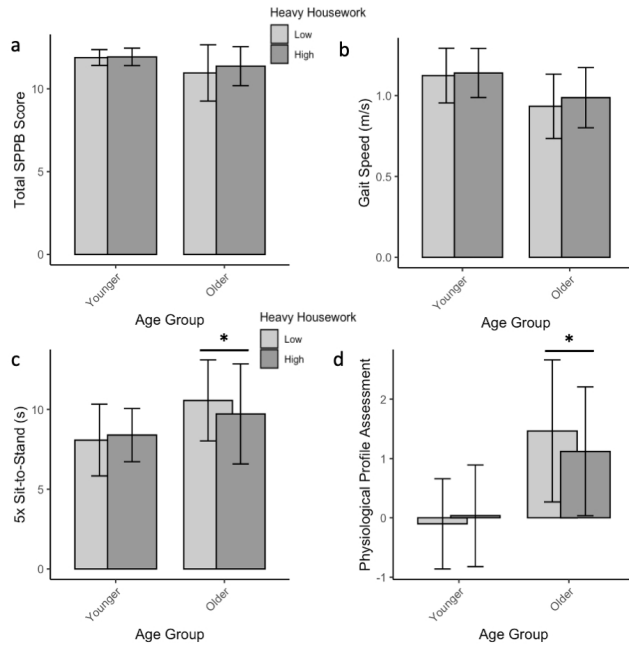 Heavy Housework
Low
High
a
Total SPPB Score
10
5
0
Younger
Older
Age Group
b
Gait Speed (m/s)
1.0
0.5
0.0
Younger
Older
Age Group
Heavy Housework
Low
High
c
*
5x Sit-to-Stand (s)
10
5
0
Younger
Older
Age Group
d
*
Physiological Profile Assessment
2
1
0
-1
Younger
Older
Age Group